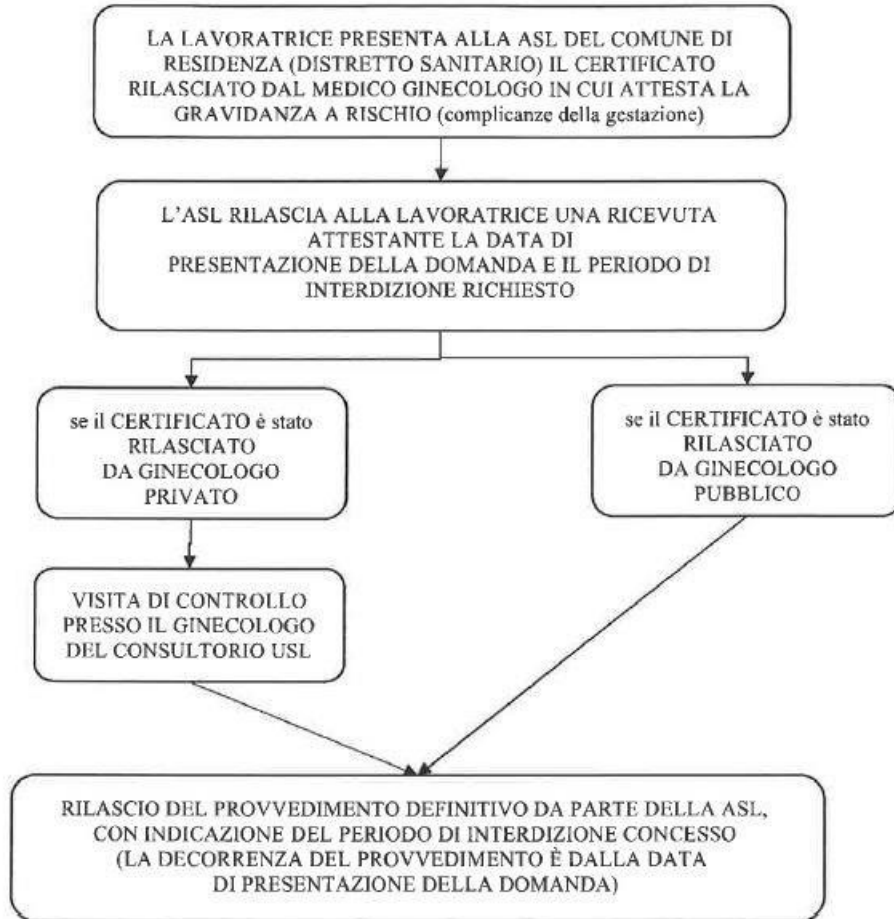 LA LAVORATRICE PRESENTA ALLA ASL DEL COMUNE DI
RESIDENZA (DISTRETTO SANITARIO) IL CERTIFICATO
RILASCIATO DAL MEDICO GINECOLOGO IN CUI ATTESTA LA
GRAVIDANZA A RISCHIO (complicanze della gestazione)
L'ASL RILASCIA ALLA LAVORATRICE UNA RICEVUTA
ATTESTANTE LA DATA DI
PRESENTAZIONE DELLA DOMANDA E IL PERIODO DI
INTERDIZIONE RICHIESTO
se il CERTIFICATO è stato
RILASCIATO
DA GINECOLOGO
PRIVATO
se il CERTIFICATO è stato
RILASCIATO
DA GINECOLOGO
PUBBLICO
VISITA DI CONTROLLO
PRESSO IL GINECOLOGO
DEL CONSULTORIO USL
RILASCIO DEL PROVVEDIMENTO DEFINITIVO DA PARTE DELLA ASL,
CON INDICAZIONE DEL PERIODO DI INTERDIZIONE CONCESSO
(LA DECORRENZA DEL PROVVEDIMENTO È DALLA DATA
DI PRESENTAZIONE DELLA DOMANDA)